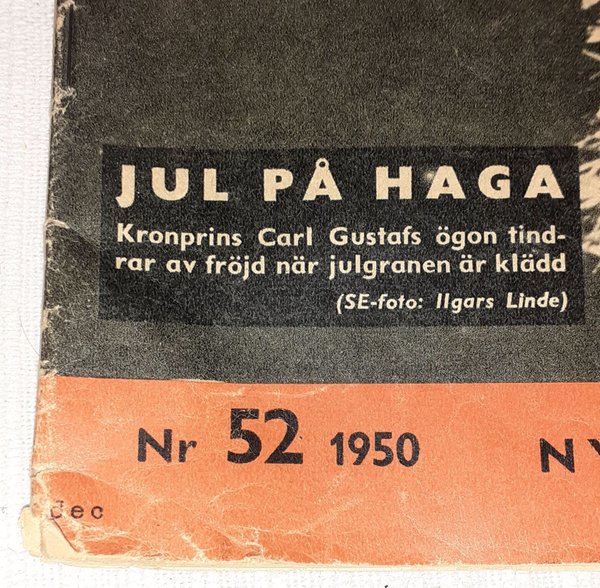 JUL PÅ HAGA
Kronprins Carl Gustafs ögon tind-
rar av fröjd när julgranen är klädd
(SE-foto: Ilgars Linde)
Nr 52 1950 N
dec